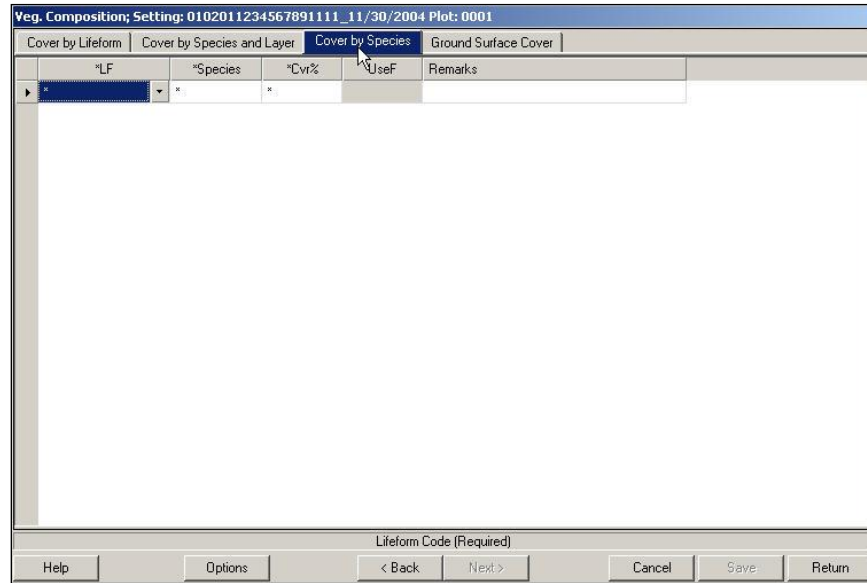 Veg. Composition; Setting: 0102011234567891111_11/30/2004 Plot: 0001
Cover by Lifeform Cover by Species and Layer Cover by Species Ground Surface Cover
*LF *Species *Cvr% *UseF Remarks
* * *
Lifeform Code (Required)
Help Options < Back Next > Cancel Save Return